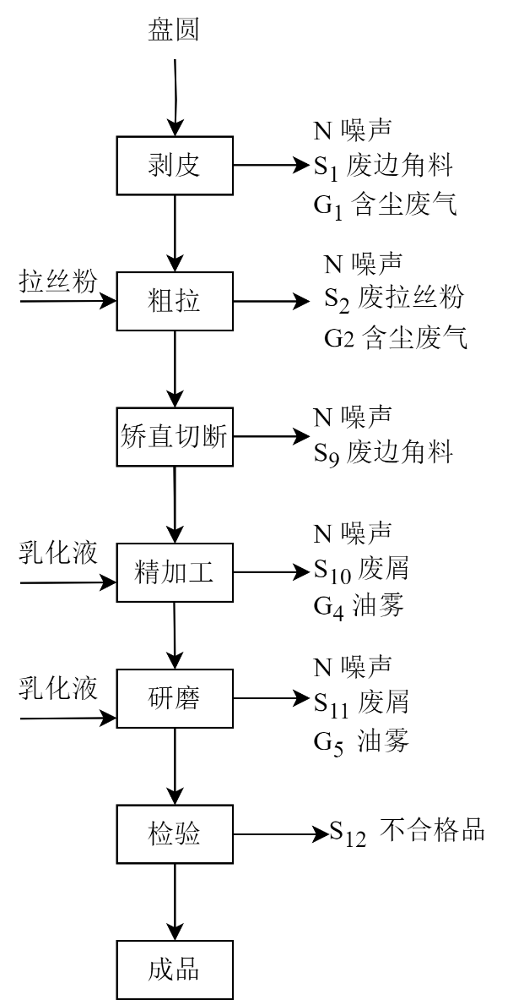 盘圆
N 噪声
剥皮
S1 废边角料
G1 含尘废气
N 噪声
拉丝粉
粗拉
S2 废拉丝粉
G2 含尘废气
N 噪声
矫直切断
S9 废边角料
N 噪声
乳化液
精加工
S10 废屑
G4 油雾
N 噪声
乳化液
研磨
S11 废屑
G5 油雾
检验
S12 不合格品
成品